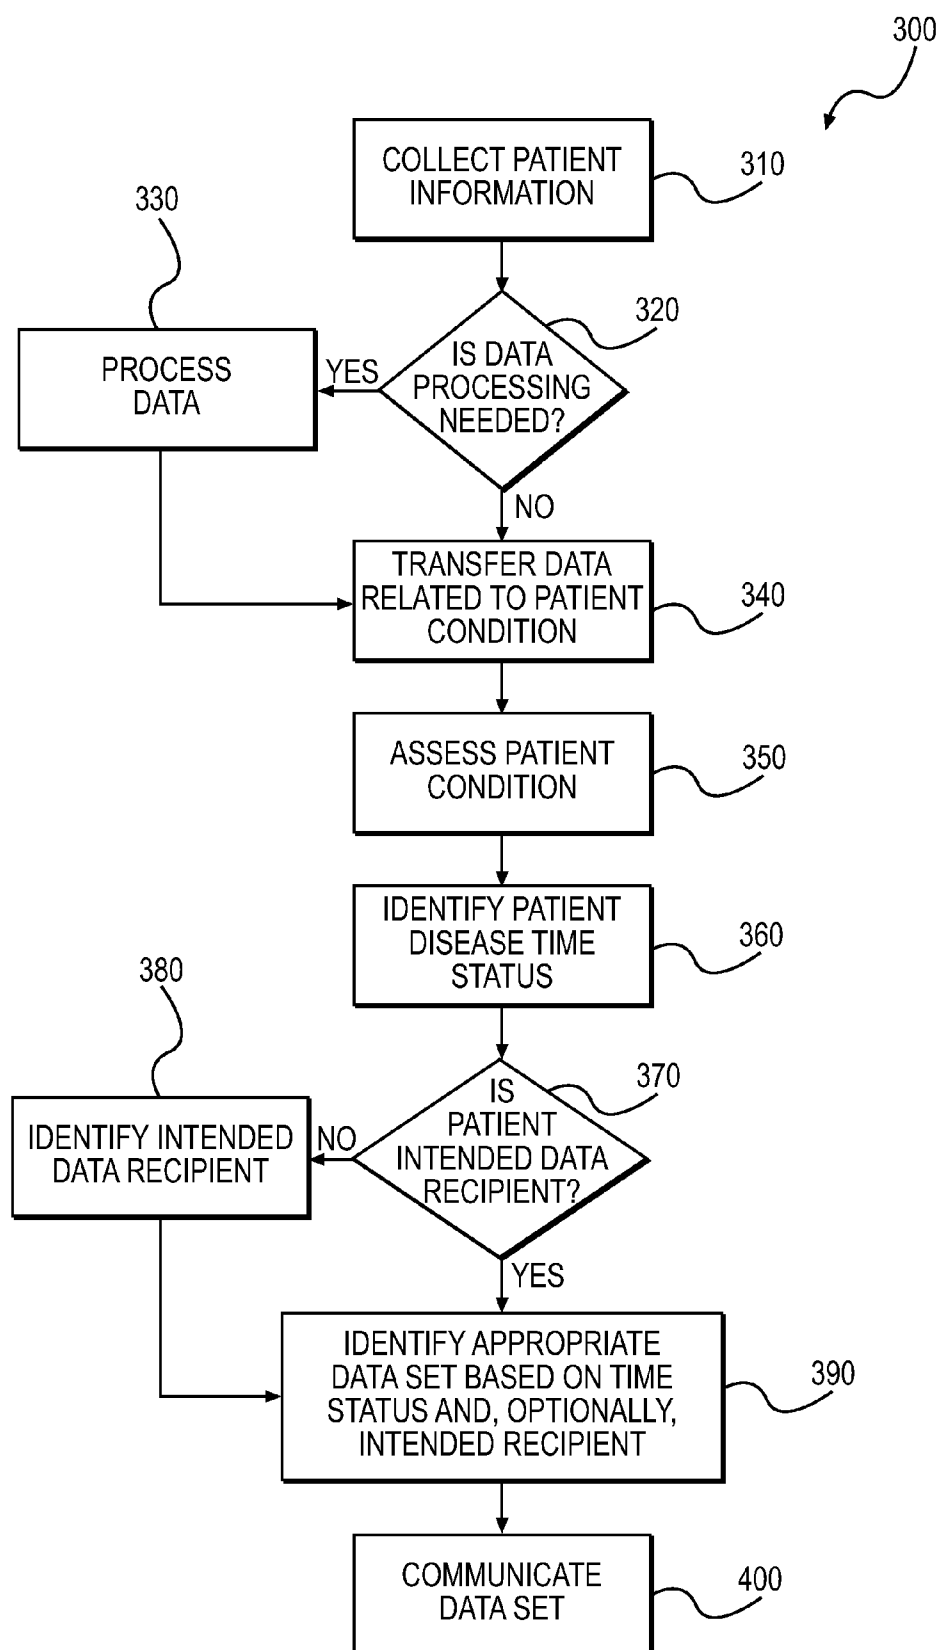 300
COLLECT PATIENT
INFORMATION
310
330
320
IS DATA
PROCESSING
NEEDED?
YES
PROCESS
DATA
NO
TRANSFER DATA
RELATED TO PATIENT
CONDITION
340
ASSESS PATIENT
CONDITION
350
IDENTIFY PATIENT
DISEASE TIME
STATUS
360
380
370
IS
PATIENT
INTENDED DATA
RECIPIENT?
NO
IDENTIFY INTENDED
DATA RECIPIENT
YES
IDENTIFY APPROPRIATE
DATA SET BASED ON TIME
STATUS AND, OPTIONALLY,
INTENDED RECIPIENT
390
COMMUNICATE
DATA SET
400